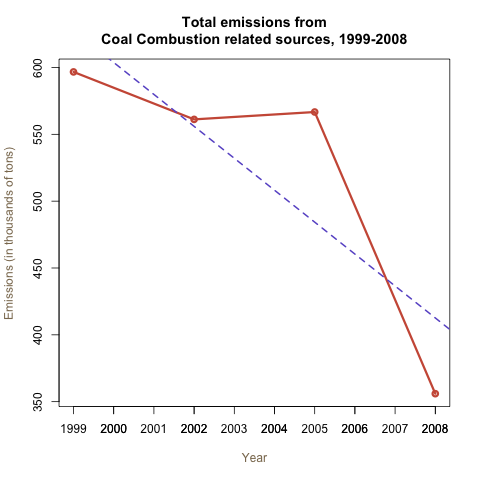 Total emissions from
Coal Combustion related sources, 1999-2008
Emissions (in thousands of tons)
600
550
500
450
400
350
1999 2000 2001 2002 2003 2004 2005 2006 2007 2008
Year